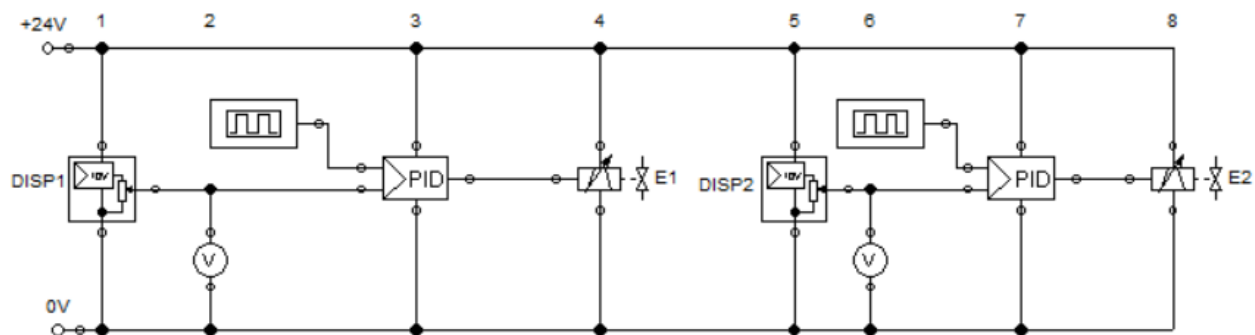 +24V 1 2 3 4 5 6 7 8
DISP1 10V PID E1 DISP2 10V PID E2
V V
0V